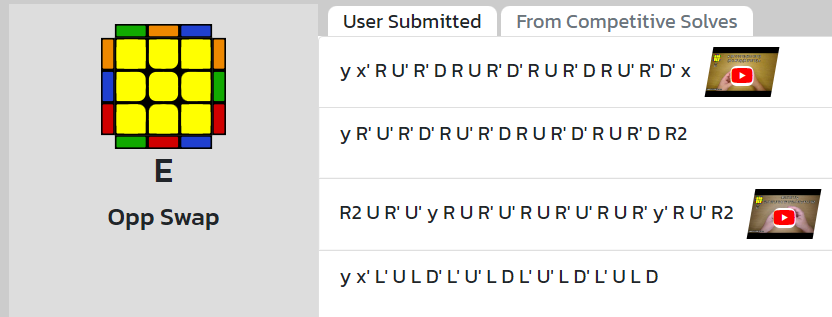 User Submitted
From Competitive Solves
y x' R U' R' D R U R' D' R U R' D R U' R' D' x
y R' U' R' D' R U' R' D R U R' D' R U R' D R2
E
Opp Swap
R2 U R' U' y R U R' U' R U R' U' R U R' y' R U' R2
y x' L' U L D' L' U' L D L' U' L D' L' U L D